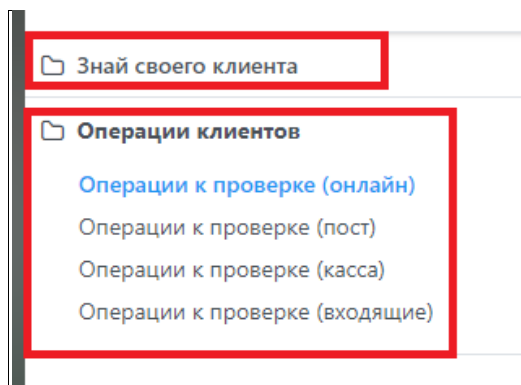 Знай своего клиента
Операции клиентов
Операции к проверке (онлайн)
Операции к проверке (пост)
Операции к проверке (касса)
Операции к проверке (входящие)